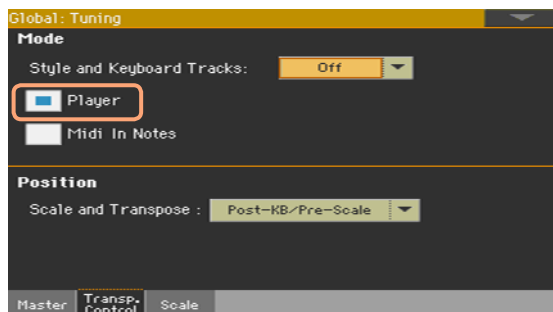 Global: Tuning
Mode
Style and Keyboard Tracks: Off
Player
Midi In Notes
Position
Scale and Transpose : Post-KB/Pre-Scale
Master Transp. Control Scale